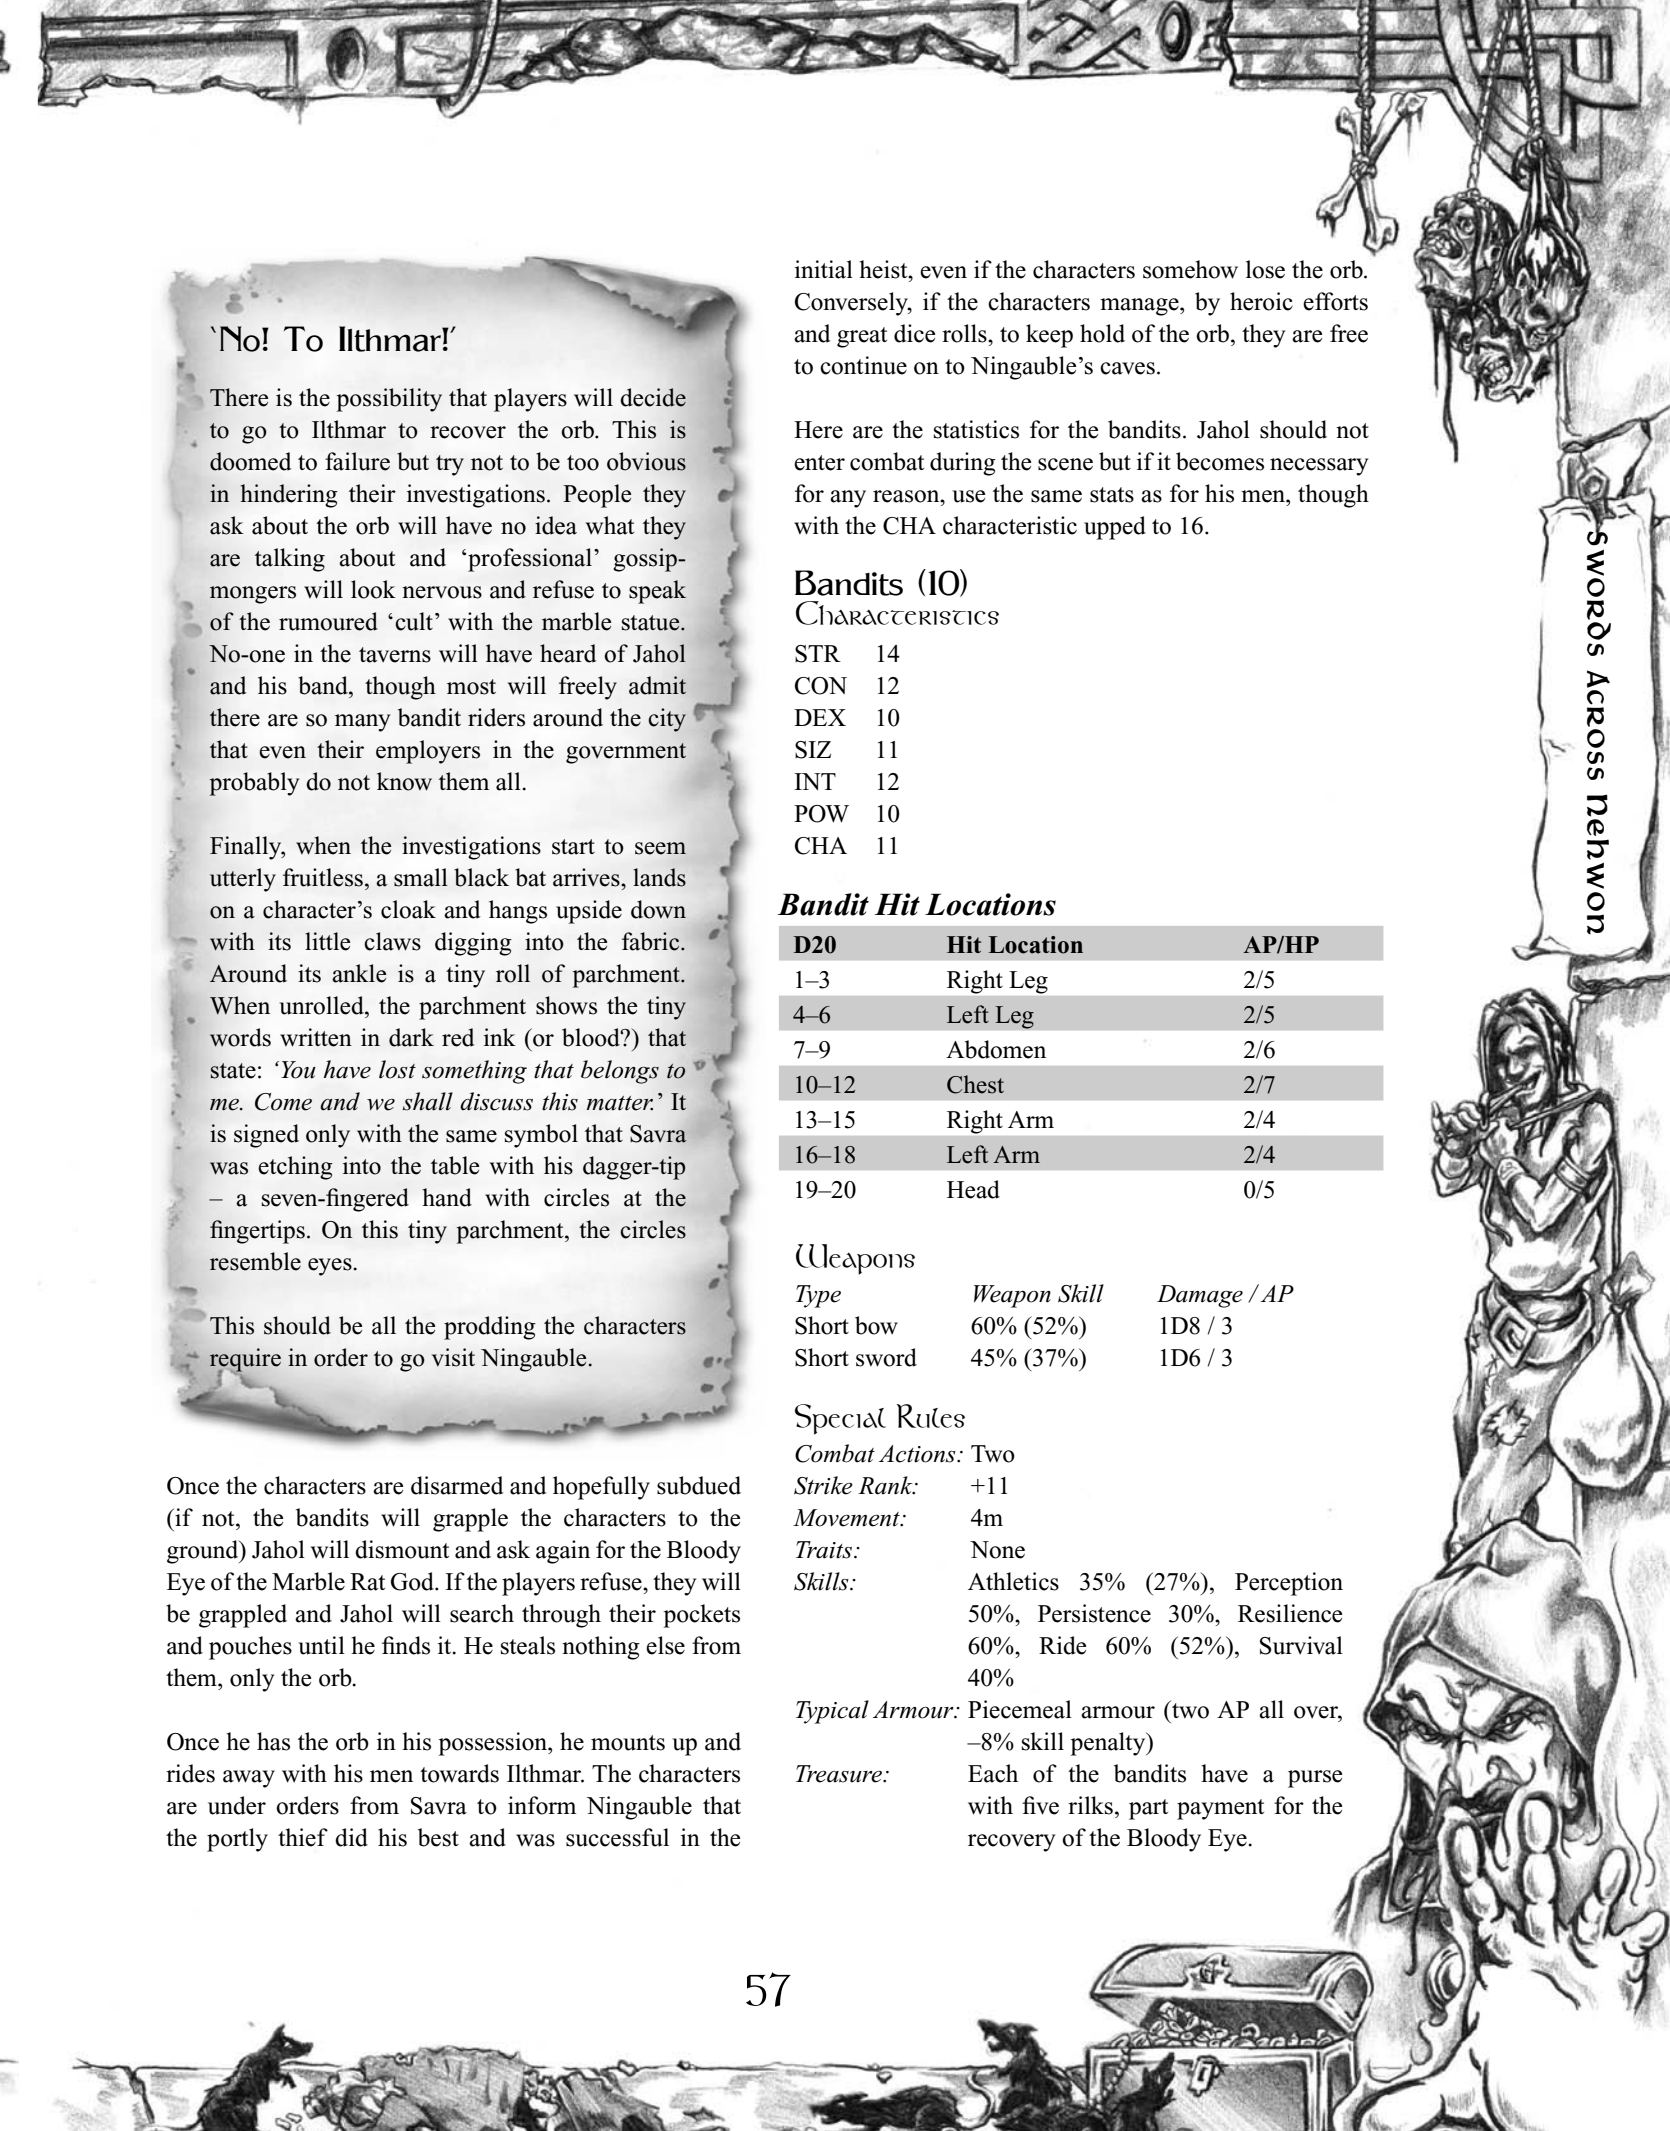 ‘No! To Ilthmar!’
There is the possibility that players will decide
to go to Ilthmar to recover the orb. This is
doomed to failure but try not to be too obvious
in hindering their investigations. People they
ask about the orb will have no idea what they
are talking about and ‘professional’ gossip-
mongers will look nervous and refuse to speak
of the rumoured ‘cult’ with the marble statue.
No-one in the taverns will have heard of Jahol
and his band, though most will freely admit
there are so many bandit riders around the city
that even their employers in the government
probably do not know them all.
Finally, when the investigations start to seem
utterly fruitless, a small black bat arrives, lands
on a character’s cloak and hangs upside down
with its little claws digging into the fabric.
Around its ankle is a tiny roll of parchment.
When unrolled, the parchment shows the tiny
words written in dark red ink (or blood?) that
state: ‘You have lost something that belongs to
me. Come and we shall discuss this matter.’ It
is signed only with the same symbol that Savra
was etching into the table with his dagger-tip
– a seven-fingered hand with circles at the
fingertips. On this tiny parchment, the circles
resemble eyes.
This should be all the prodding the characters
require in order to go visit Ningauble.
Once the characters are disarmed and hopefully subdued
(if not, the bandits will grapple the characters to the
ground) Jahol will dismount and ask again for the Bloody
Eye of the Marble Rat God. If the players refuse, they will
be grappled and Jahol will search through their pockets
and pouches until he finds it. He steals nothing else from
them, only the orb.
Once he has the orb in his possession, he mounts up and
rides away with his men towards Ilthmar. The characters
are under orders from Savra to inform Ningauble that
the portly thief did his best and was successful in the
initial heist, even if the characters somehow lose the orb.
Conversely, if the characters manage, by heroic efforts
and great dice rolls, to keep hold of the orb, they are free
to continue on to Ningauble’s caves.
Here are the statistics for the bandits. Jahol should not
enter combat during the scene but if it becomes necessary
for any reason, use the same stats as for his men, though
with the CHA characteristic upped to 16.
Bandits (10)
Characteristics
STR 14
CON 12
DEX 10
SIZ 11
INT 12
POW 10
CHA 11
Bandit Hit Locations
D20 Hit Location AP/HP
1–3 Right Leg 2/5
4–6 Left Leg 2/5
7–9 Abdomen 2/6
10–12 Chest 2/7
13–15 Right Arm 2/4
16–18 Left Arm 2/4
19–20 Head 0/5
Weapons
Type Weapon Skill Damage / AP
Short bow 60% (52%) 1D8 / 3
Short sword 45% (37%) 1D6 / 3
Special Rules
Combat Actions: Two
Strike Rank: +11
Movement: 4m
Traits: None
Skills: Athletics 35% (27%), Perception
50%, Persistence 30%, Resilience
60%, Ride 60% (52%), Survival
40%
Typical Armour: Piecemeal armour (two AP all over,
–8% skill penalty)
Treasure: Each of the bandits have a purse
with five rilks, part payment for the
recovery of the Bloody Eye.
Swords Across Nehwon
57